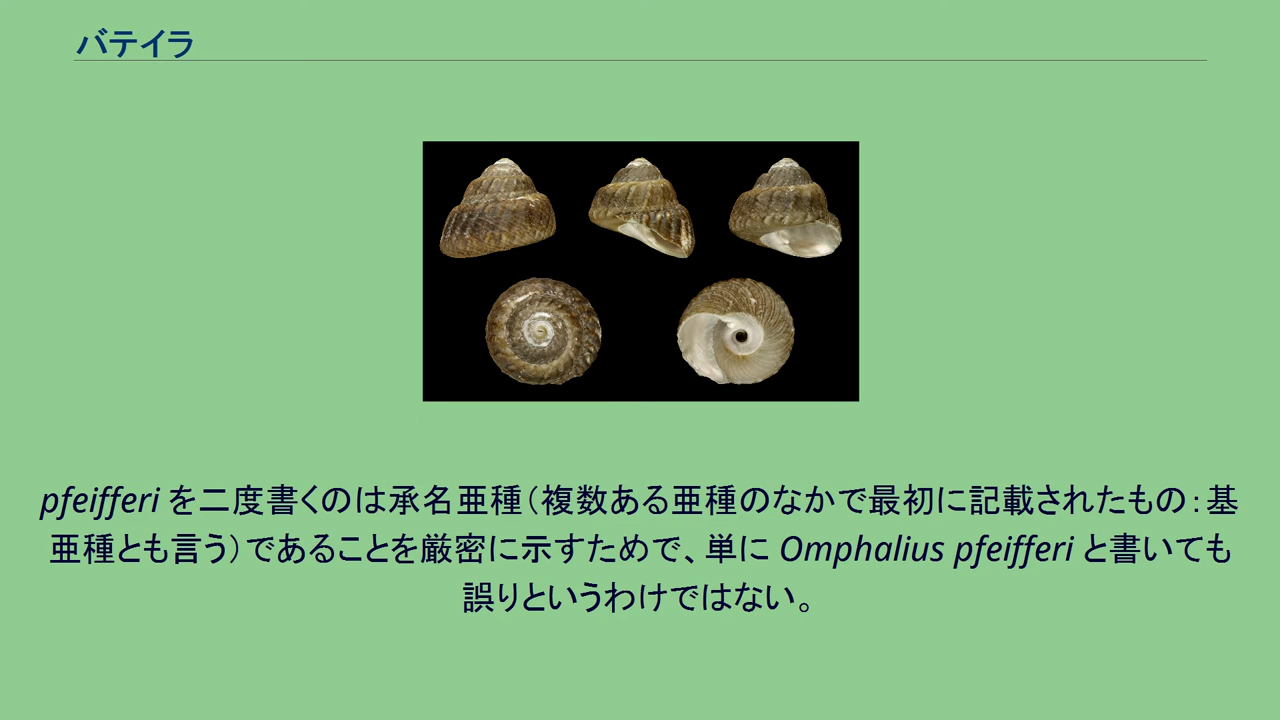 バテイラ
pfeifferi を二度書くのは承名亜種（複数ある亜種のなかで最初に記載されたもの：基
亜種とも言う）であることを厳密に示すためで、単に Omphalius pfeifferi と書いても
誤りというわけではない。